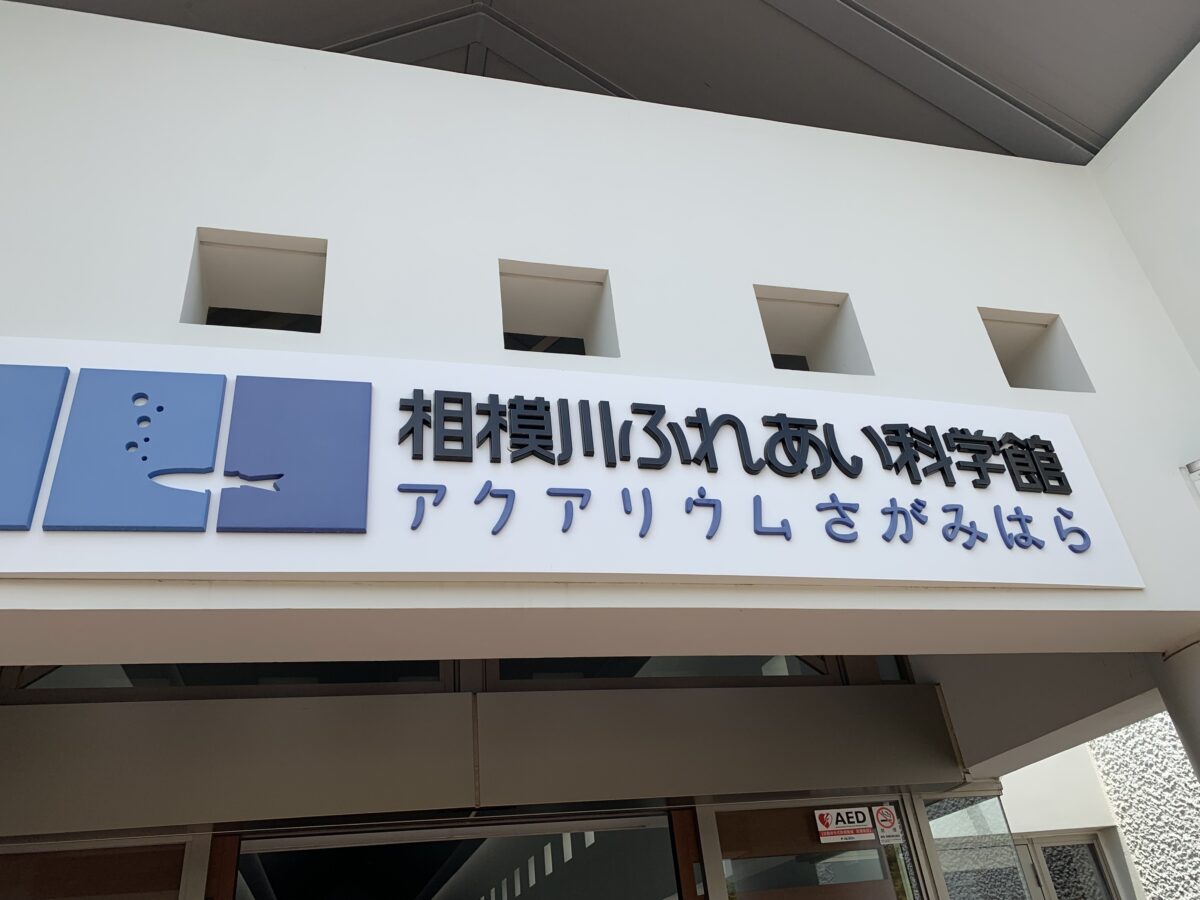 相模川ふれあい科学館
アクアリウムさがみはら
AED